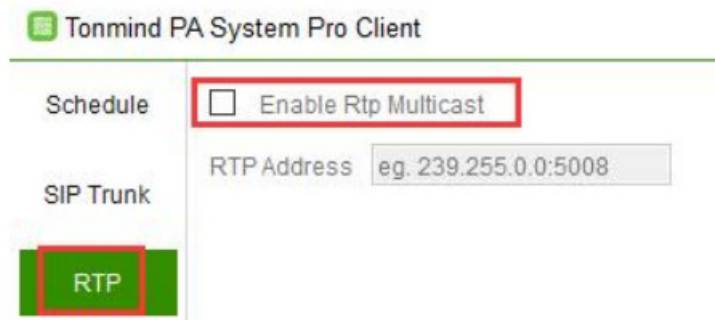 Tonmind PA System Pro Client
Schedule
Enable Rtp Multicast
RTP Address eg. 239.255.0.0:5008
SIP Trunk
RTP